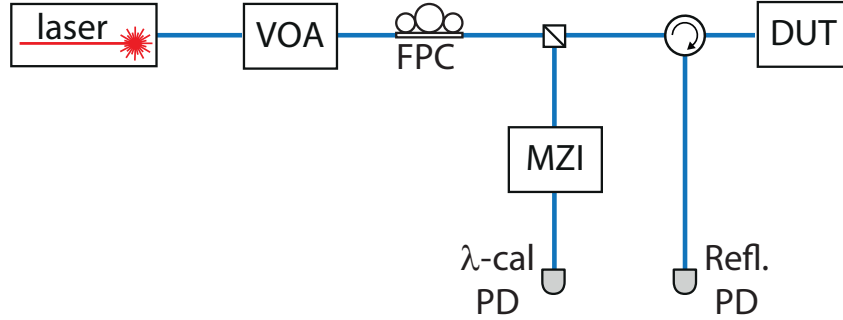 laser
VOA
FPC
DUT
MZI
λ-cal
PD
Refl.
PD